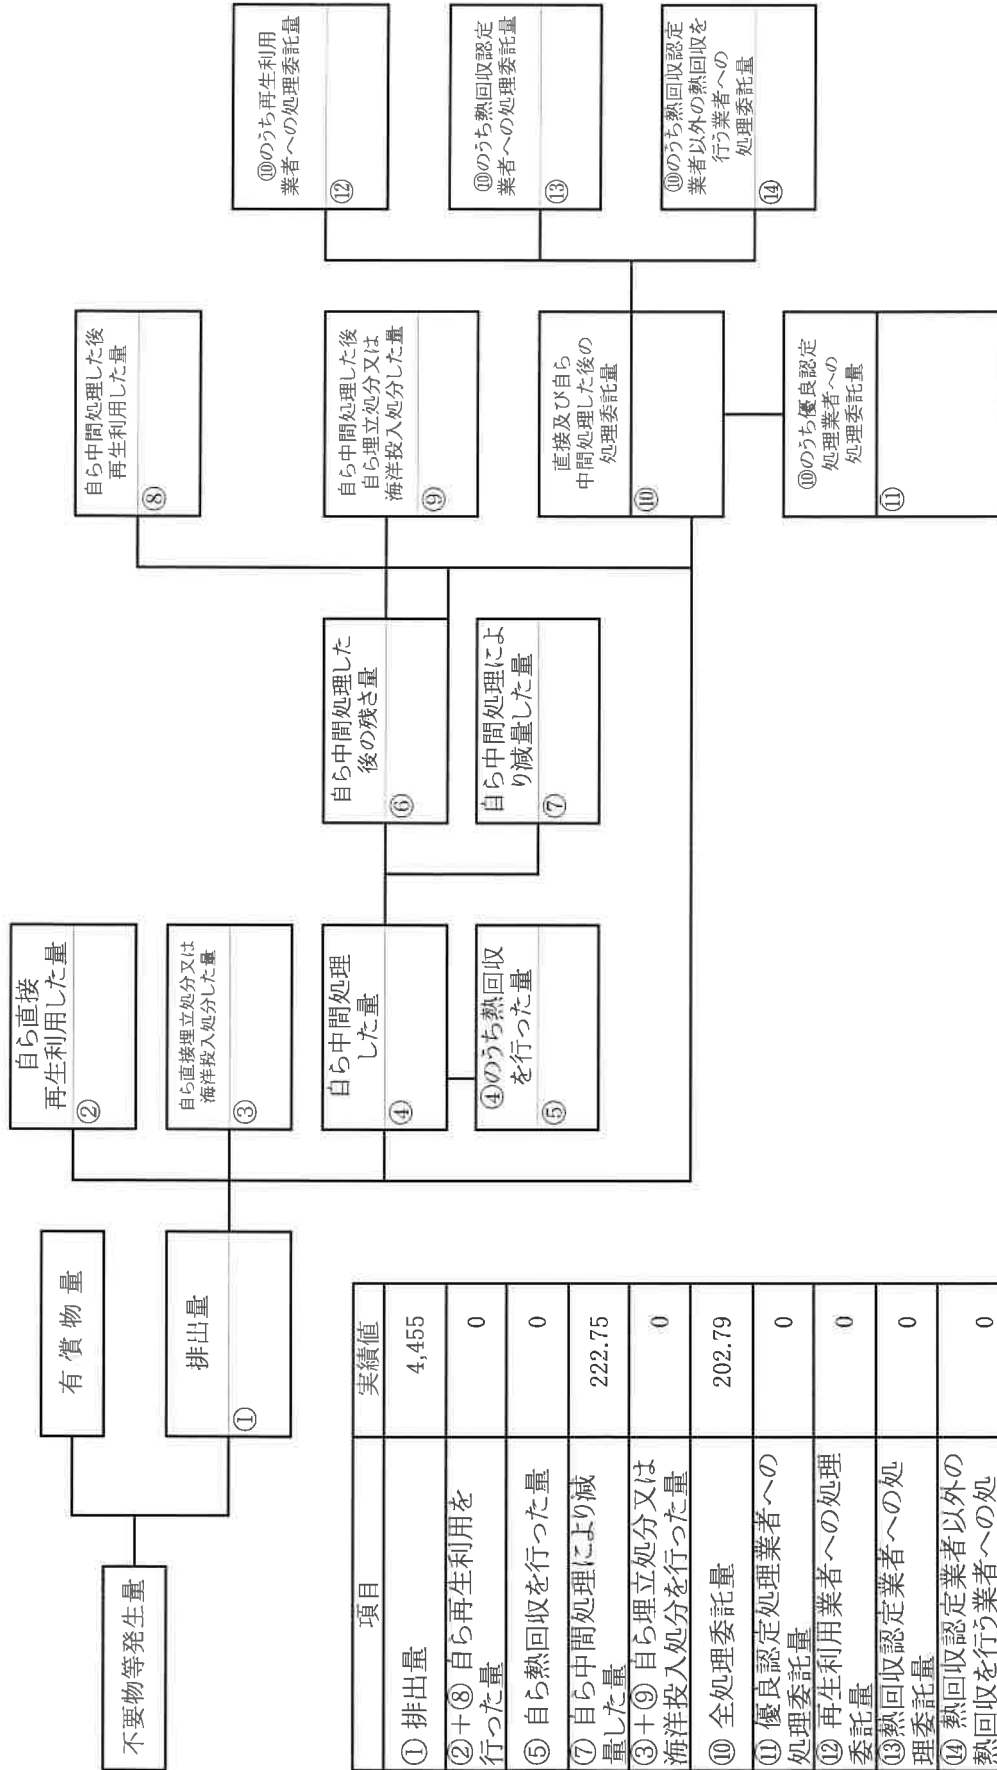 不要物等発生量
有 償 物 量
排出量
①
自ら直接
再生利用した量
②
自ら直接埋立処分又は
海洋投入処分した量
③
自ら中間処理
した量
④
④のうち熱回収
を行った量
⑤
自ら中間処理した
後の残さ量
⑥
自ら中間処理によ
り減量した量
⑦
自ら中間処理した後
再生利用した量
⑧
自ら中間処理した後
自ら埋立処分又は
海洋投入処分した量
⑨
直接及び自ら
中間処理した後の
処理委託量
⑩
⑩のうち優良認定
処理業者への
処理委託量
⑪
⑩のうち再生利用
業者への処理委託量
⑫
⑩のうち熱回収認定
業者への処理委託量
⑬
⑩のうち熱回収認定
業者以外の熱回収を
行う業者への
処理委託量
⑭
項目 実績値
① 排出量 4,455
②+⑧ 自ら再生利用を
行った量 0
⑤ 自ら熱回収を行った量 0
⑦ 自ら中間処理により減
量した量 222.75
③+⑨ 自ら埋立処分又は
海洋投入処分を行った量 0
⑩ 全処理委託量 202.79
⑪ 優良認定処理業者への
処理委託量 0
⑫ 再生利用業者への処理
委託量 0
⑬熱回収認定業者への処
理委託量 0
⑭ 熱回収認定業者以外の
熱回収を行う業者への処 0